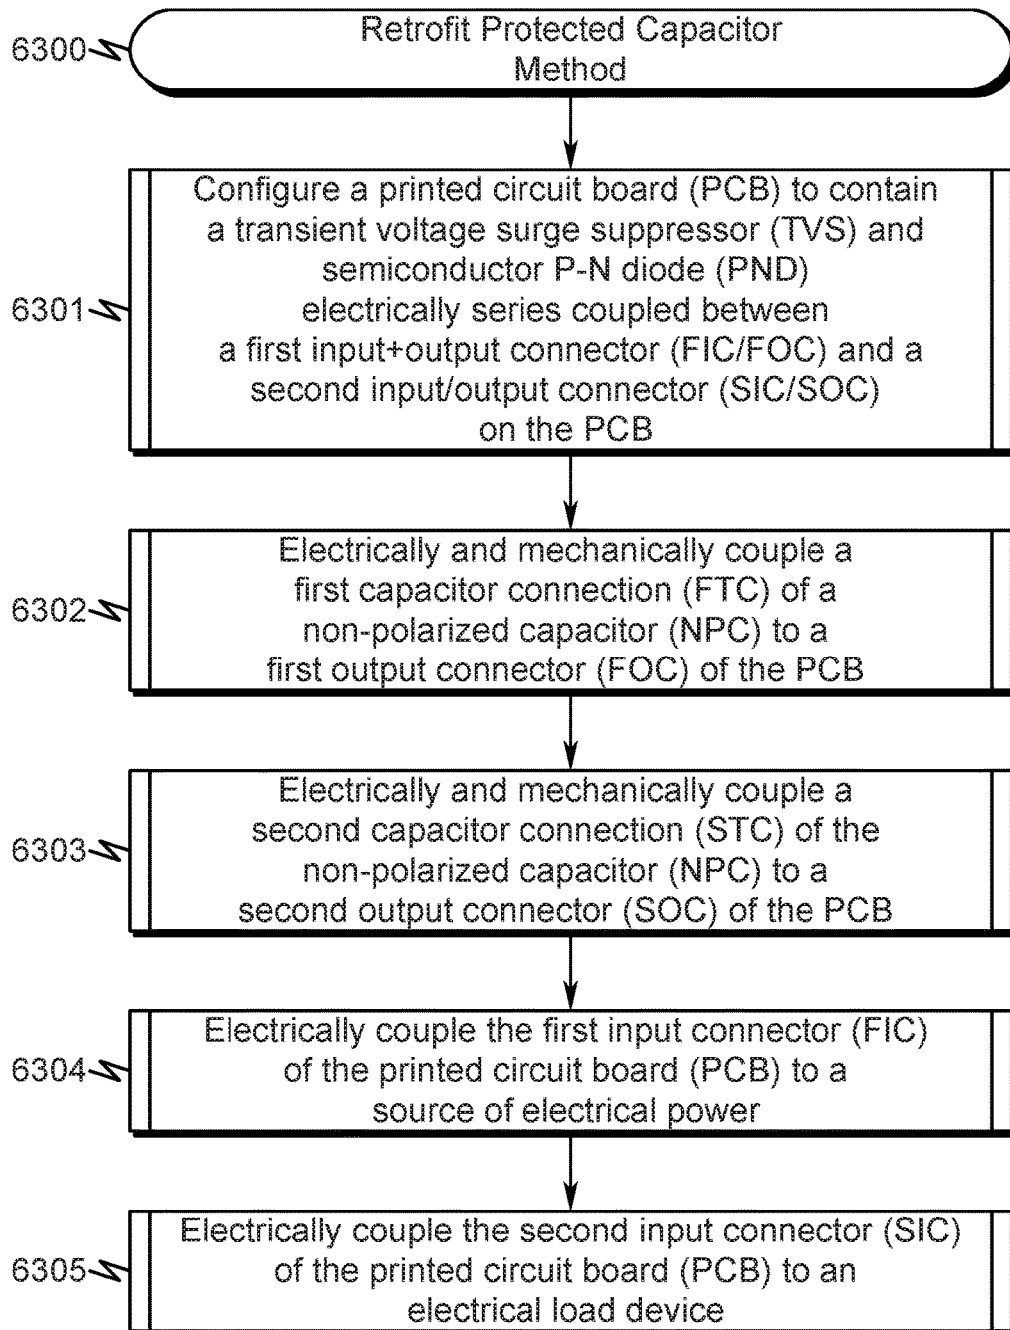 6300
Retrofit Protected Capacitor
Method
6301
Configure a printed circuit board (PCB) to contain
a transient voltage surge suppressor (TVS) and
semiconductor P-N diode (PND)
electrically series coupled between
a first input+output connector (FIC/FOC) and a
second input/output connector (SIC/SOC)
on the PCB
6302
Electrically and mechanically couple a
first capacitor connection (FTC) of a
non-polarized capacitor (NPC) to a
first output connector (FOC) of the PCB
6303
Electrically and mechanically couple a
second capacitor connection (STC) of the
non-polarized capacitor (NPC) to a
second output connector (SOC) of the PCB
6304
Electrically couple the first input connector (FIC)
of the printed circuit board (PCB) to a
source of electrical power
6305
Electrically couple the second input connector (SIC)
of the printed circuit board (PCB) to an
electrical load device